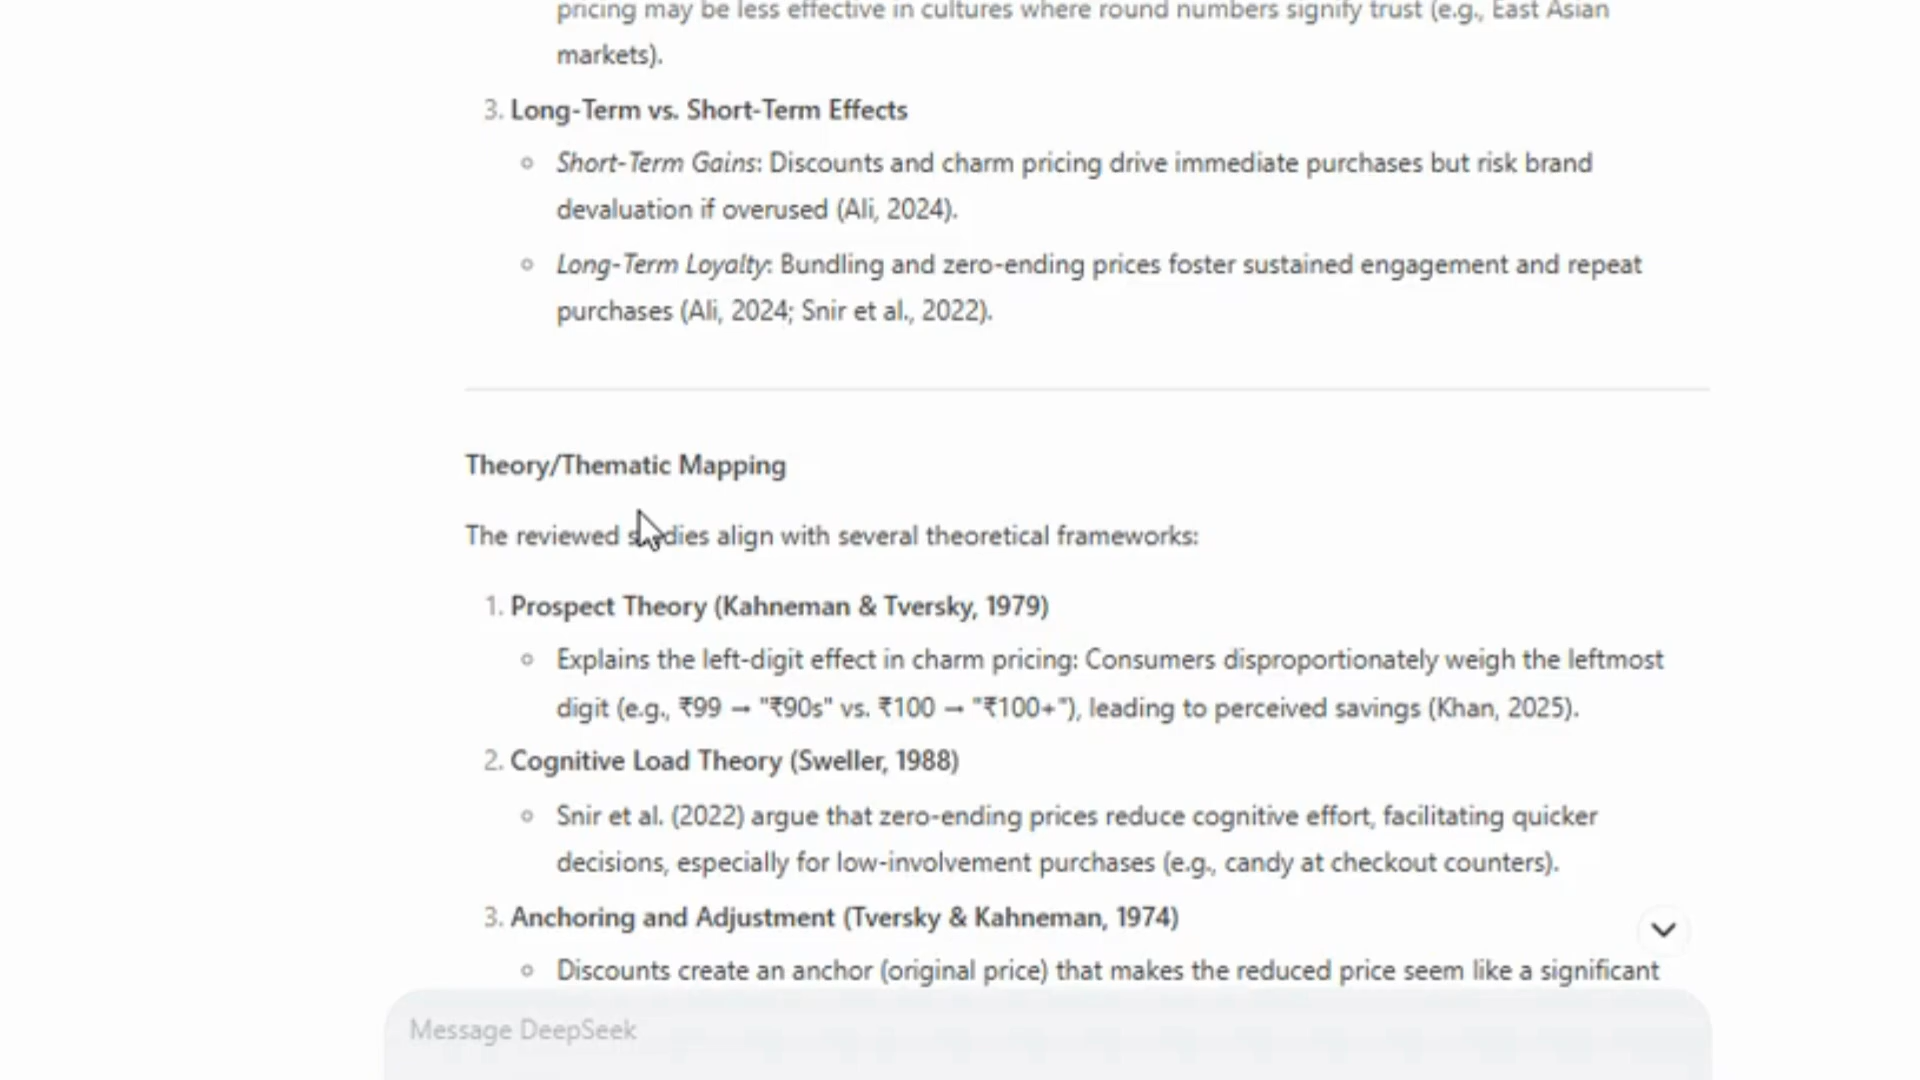 pricing may be less effective in cultures where round numbers signify trust (e.g., East Asian
markets).
3. Long-Term vs. Short-Term Effects
Short-Term Gains: Discounts and charm pricing drive immediate purchases but risk brand
devaluation if overused (Ali, 2024).
Long-Term Loyalty: Bundling and zero-ending prices foster sustained engagement and repeat
purchases (Ali, 2024; Snir et al., 2022).
Theory/Thematic Mapping
The reviewed studies align with several theoretical frameworks:
1. Prospect Theory (Kahneman & Tversky, 1979)
Explains the left-digit effect in charm pricing: Consumers disproportionately weigh the leftmost
digit (e.g., ₹99 → "₹90s" vs. ₹100 → "₹100+"), leading to perceived savings (Khan, 2025).
2. Cognitive Load Theory (Sweller, 1988)
Snir et al. (2022) argue that zero-ending prices reduce cognitive effort, facilitating quicker
decisions, especially for low-involvement purchases (e.g., candy at checkout counters).
3. Anchoring and Adjustment (Tversky & Kahneman, 1974)
Discounts create an anchor (original price) that makes the reduced price seem like a significant
Message DeepSeek